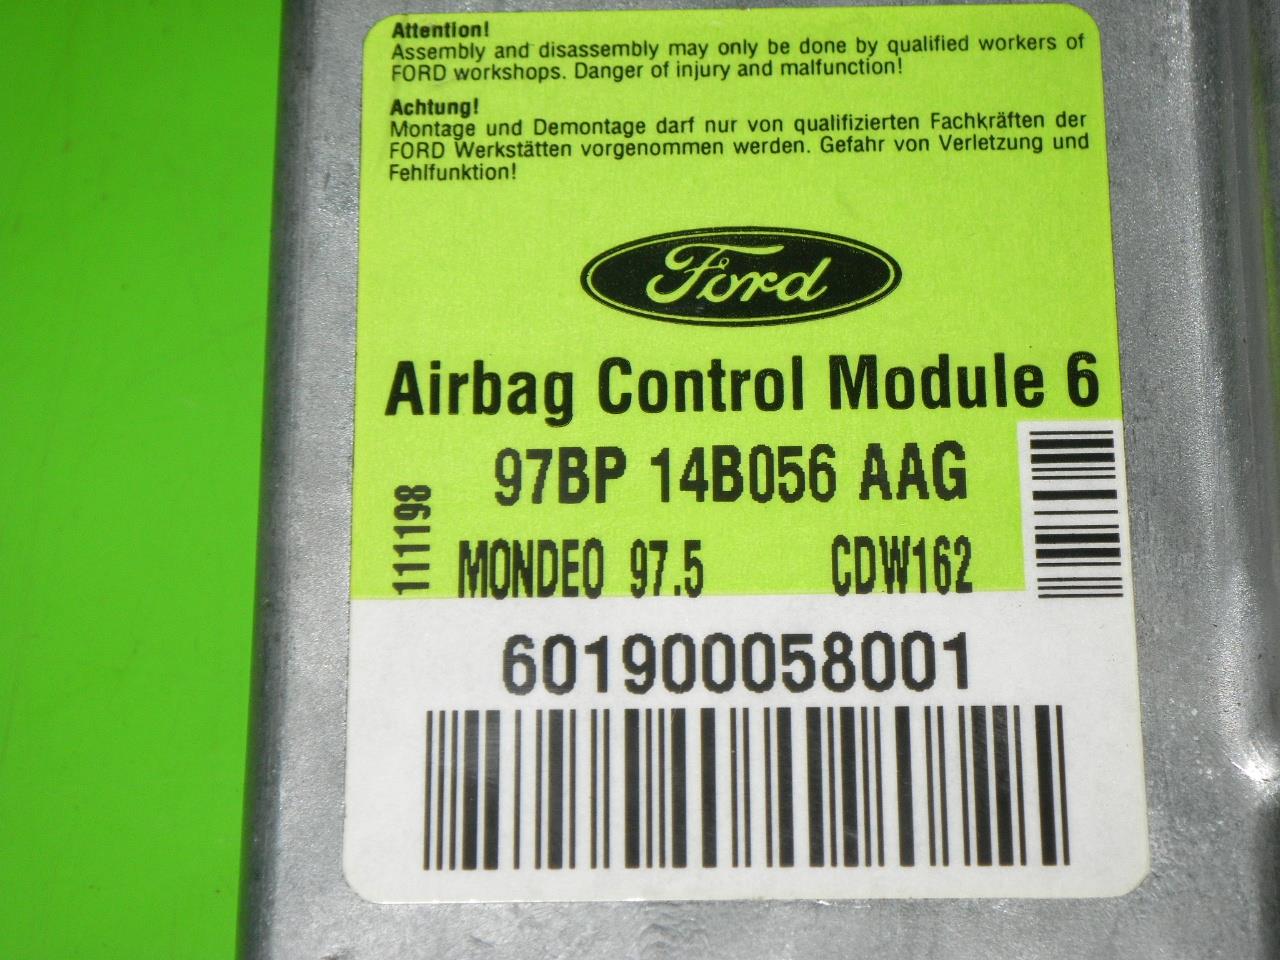 Attention!
Assembly and disassembly may only be done by qualified workers of
FORD workshops. Danger of injury and malfunction!
Achtung!
Montage und Demontage darf nur von qualifizierten Fachkräften der
FORD Werkstätten vorgenommen werden. Gefahr von Verletzung und
Fehlfunktion!
Ford
Airbag Control Module 6
97BP 14B056 AAG
111198
MONDEO 97.5 CDW162
601900058001